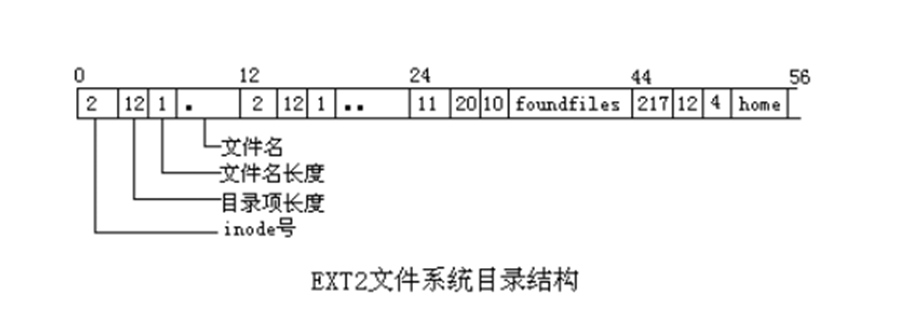 0 12 24 44 56
2 12 1 . 2 12 1 .. 11 20 10 foundfiles 217 12 4 home
文件名
文件名长度
目录项长度
inode号
EXT2文件系统目录结构